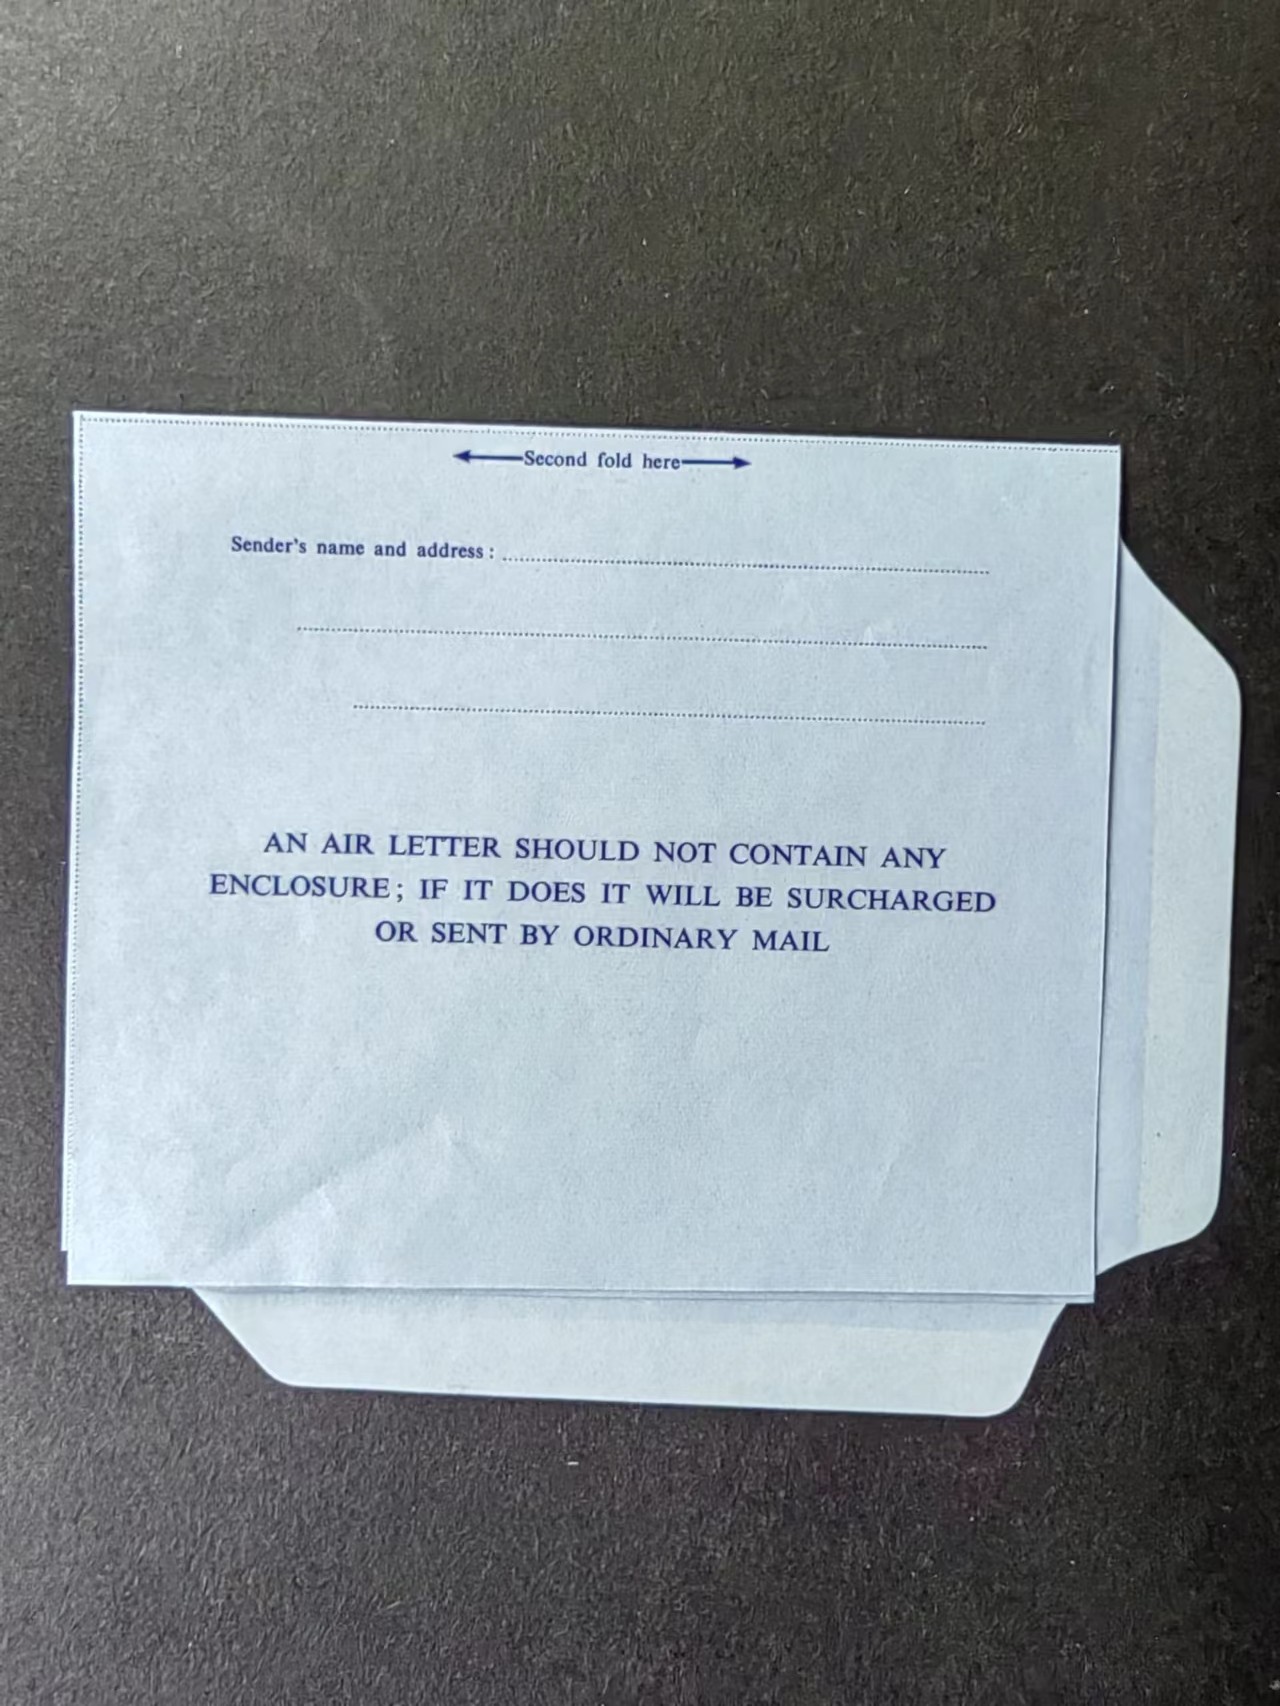 Second fold here
Sender's name and address :
AN AIR LETTER SHOULD NOT CONTAIN ANY
ENCLOSURE ; IF IT DOES IT WILL BE SURCHARGED
OR SENT BY ORDINARY MAIL